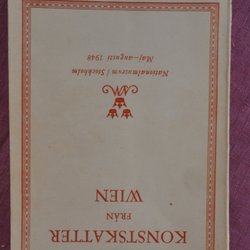 KONSTSKATTER
FRÅN
WIEN
Nationalmuseum / Stockholm
Maj—augusti 1948